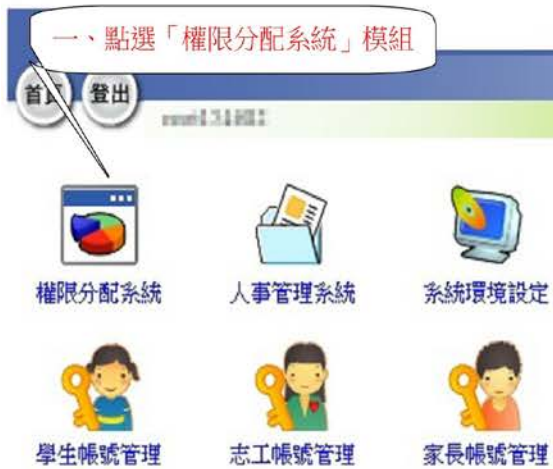 一、點選「權限分配系統」模組
首頁
登出
權限分配系統
人事管理系統
系統環境設定
學生帳號管理
志工帳號管理
家長帳號管理